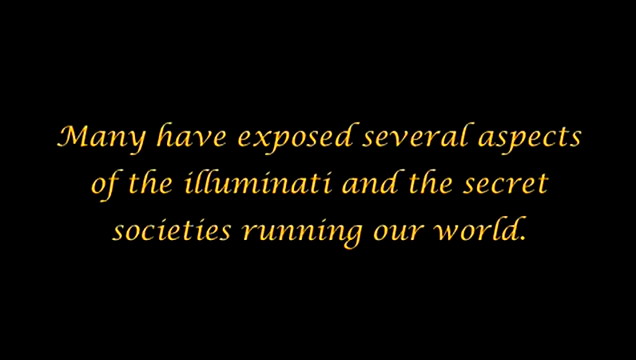 Many have exposed several aspects
of the illuminati and the secret
societies running our world.